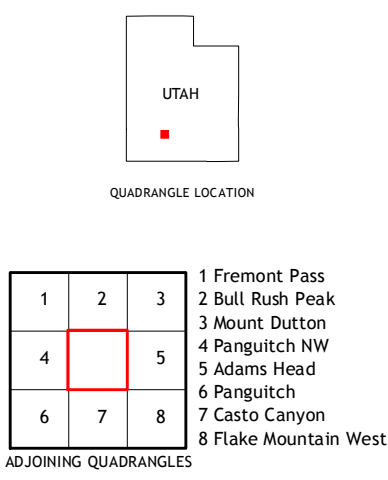 UTAH
QUADRANGLE LOCATION
1 2 3
4 5
6 7 8
1 Fremont Pass
2 Bull Rush Peak
3 Mount Dutton
4 Panguitch NW
5 Adams Head
6 Panguitch
7 Casto Canyon
8 Flake Mountain West
ADJOINING QUADRANGLES